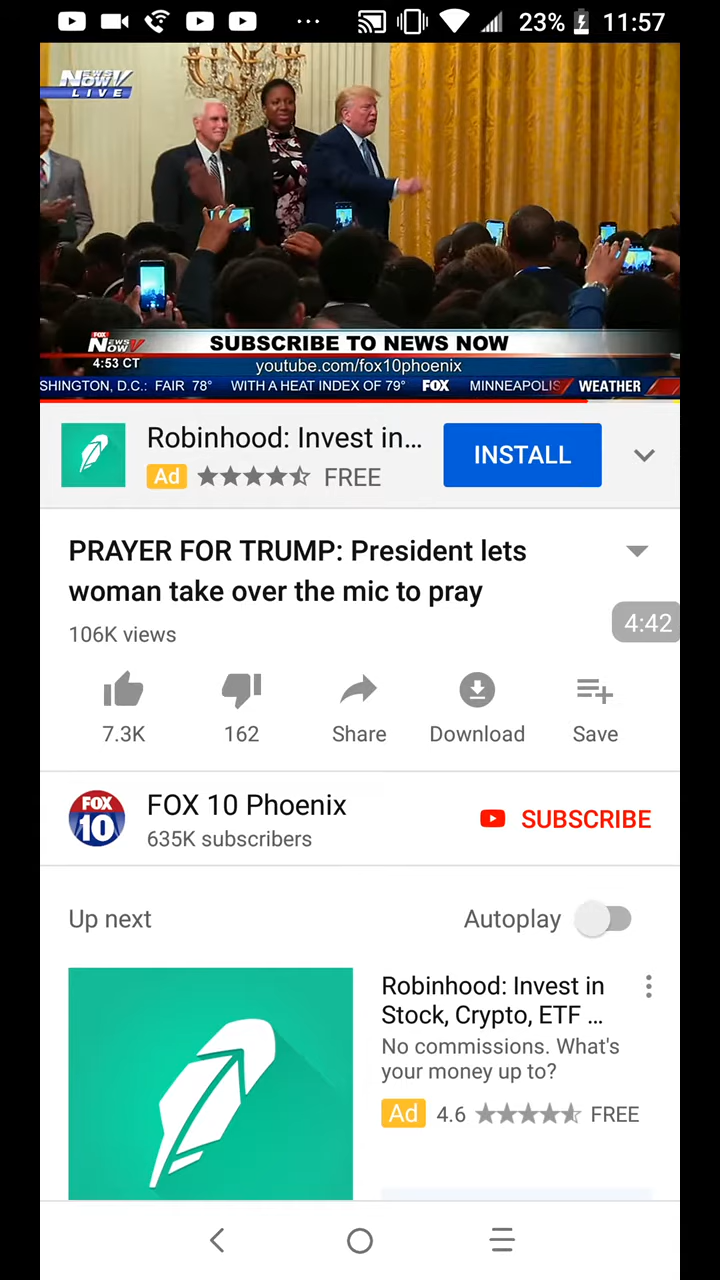 23% 11:57
NEWS NOW
LIVE
FOX NEWS NOW
SUBSCRIBE TO NEWS NOW
4:53 CT
youtube.com/fox10phoenix
SHINGTON, D.C.: FAIR 78° WITH A HEAT INDEX OF 79° FOX MINNEAPOLIS WEATHER
Robinhood: Invest in...
INSTALL
Ad FREE
PRAYER FOR TRUMP: President lets
woman take over the mic to pray
106K views
4:42
7.3K 162 Share Download Save
FOX 10
FOX 10 Phoenix
635K subscribers
SUBSCRIBE
Up next
Autoplay
Robinhood: Invest in
Stock, Crypto, ETF ...
No commissions. What's
your money up to?
Ad 4.6 FREE